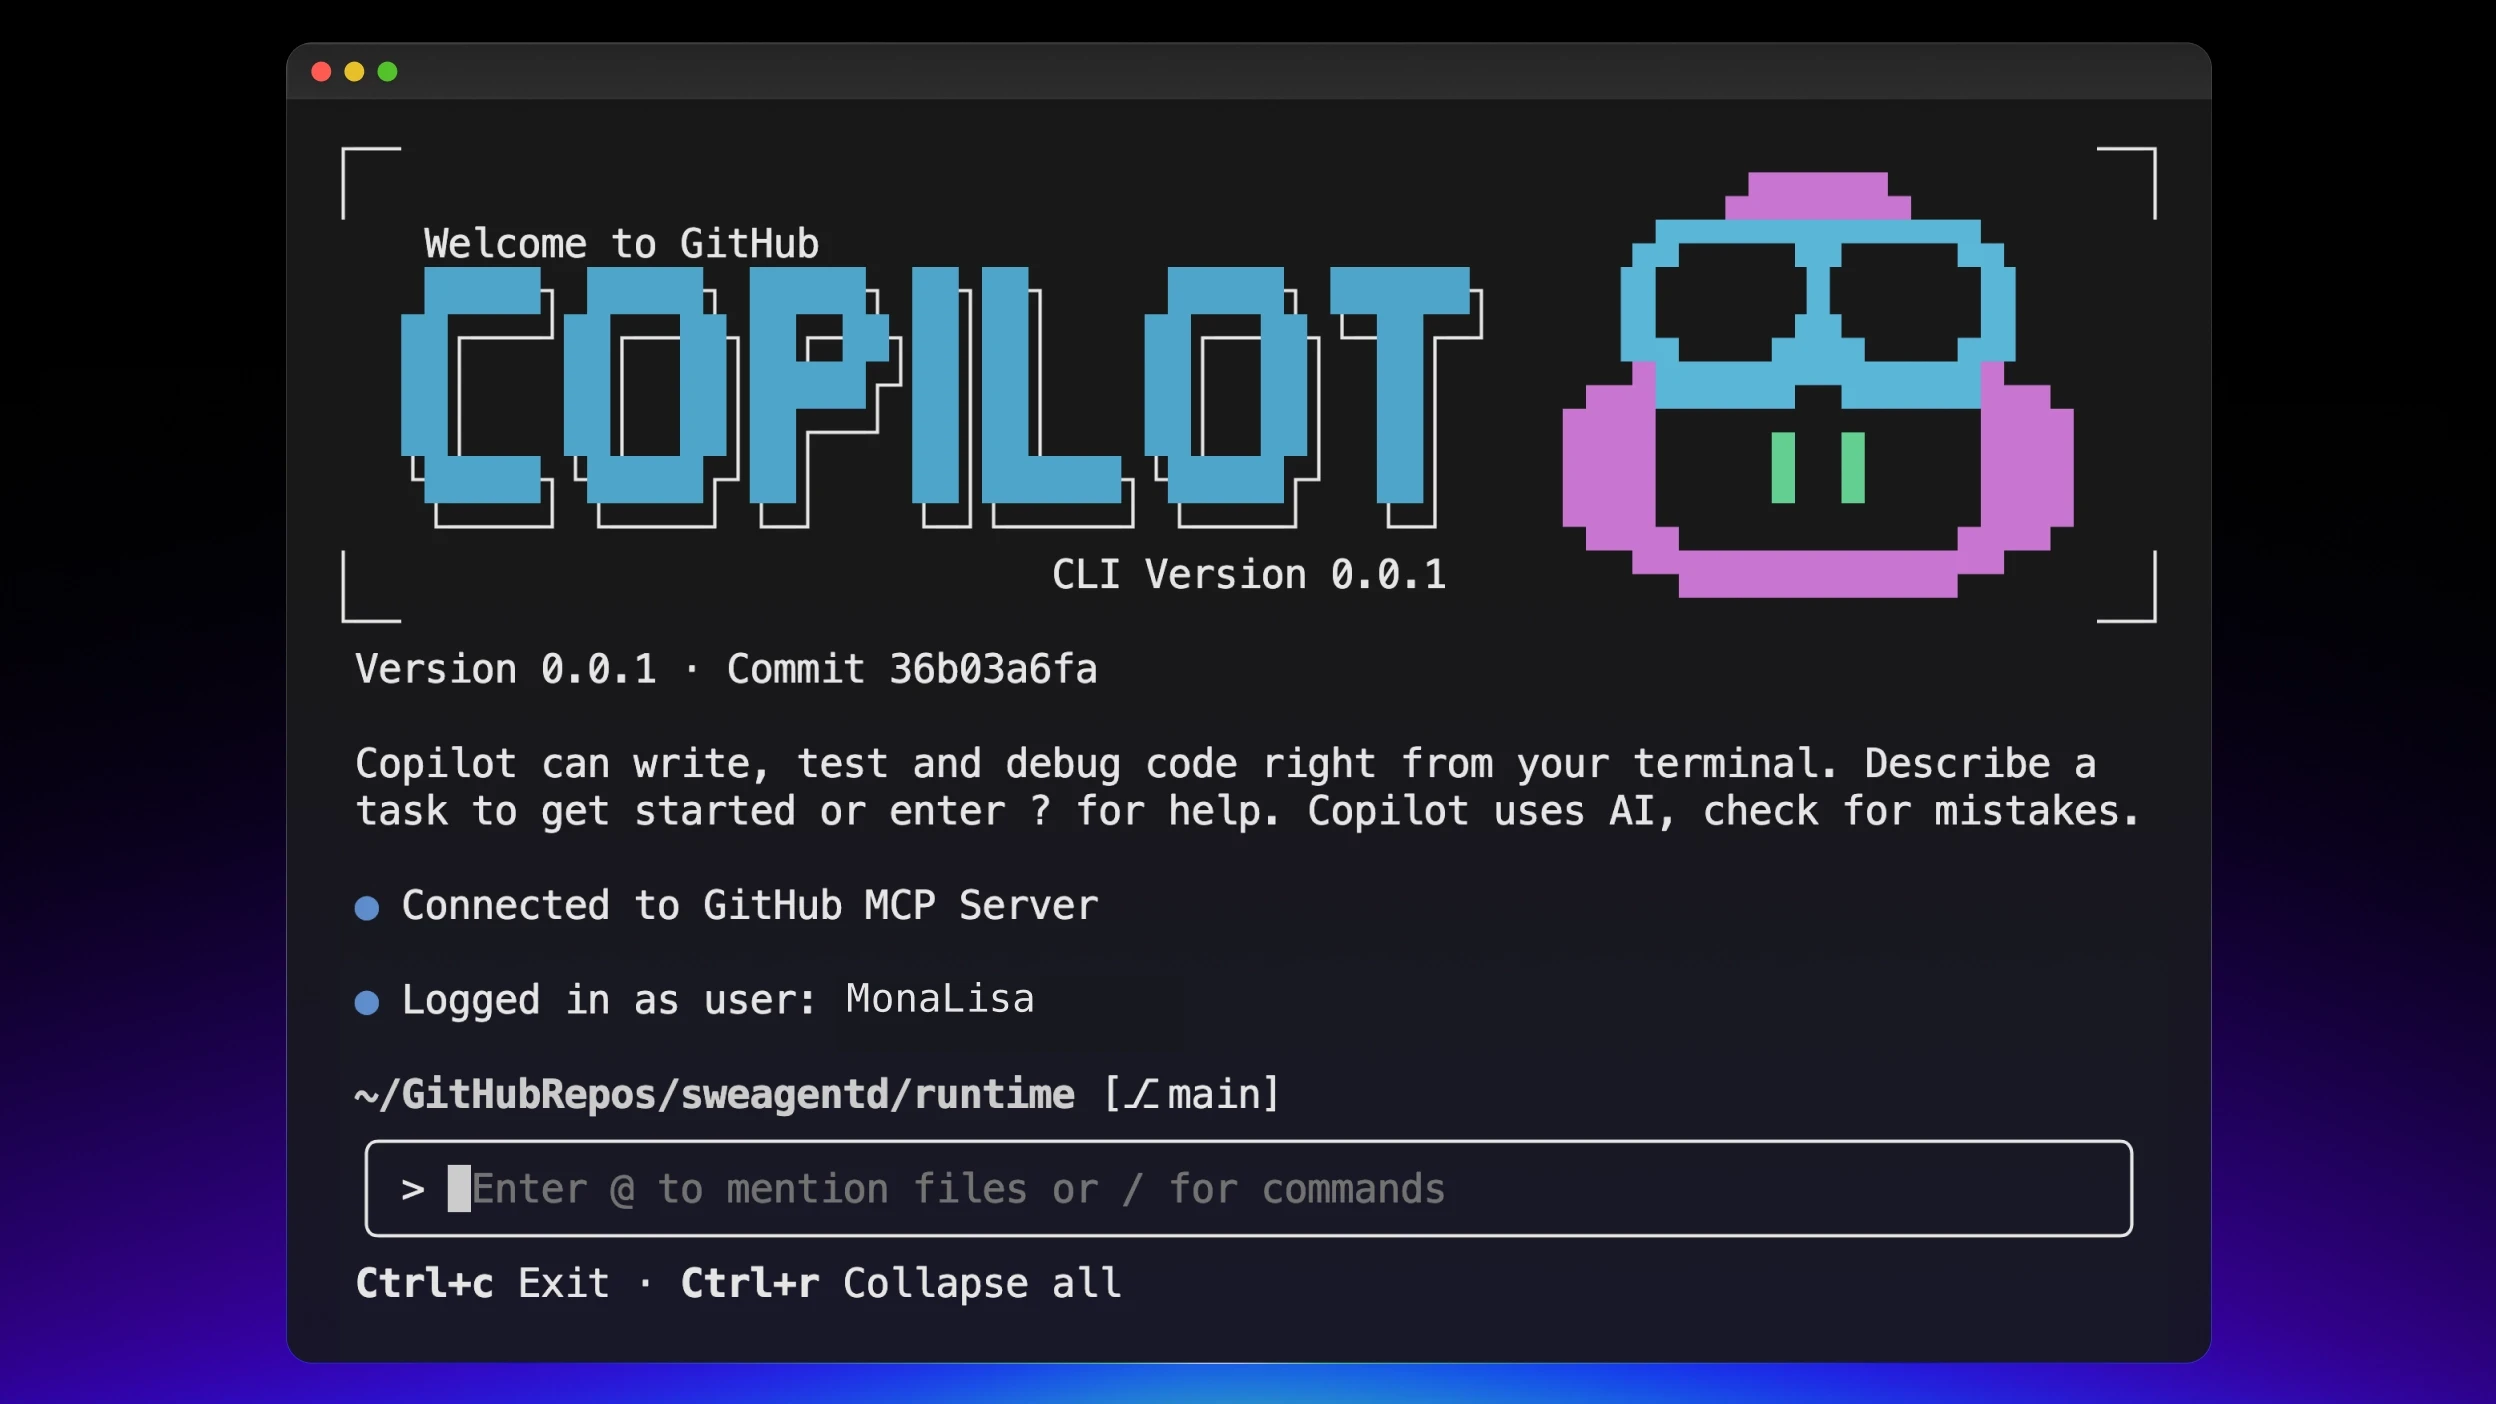 Welcome to GitHub
COPILOT
CLI Version 0.0.1
Version 0.0.1 · Commit 36b03a6fa
Copilot can write, test and debug code right from your terminal. Describe a
task to get started or enter ? for help. Copilot uses AI, check for mistakes.
● Connected to GitHub MCP Server
● Logged in as user: MonaLisa
~/GitHubRepos/sweagentd/runtime [⎇ main]
> Enter @ to mention files or / for commands
Ctrl+c Exit · Ctrl+r Collapse all